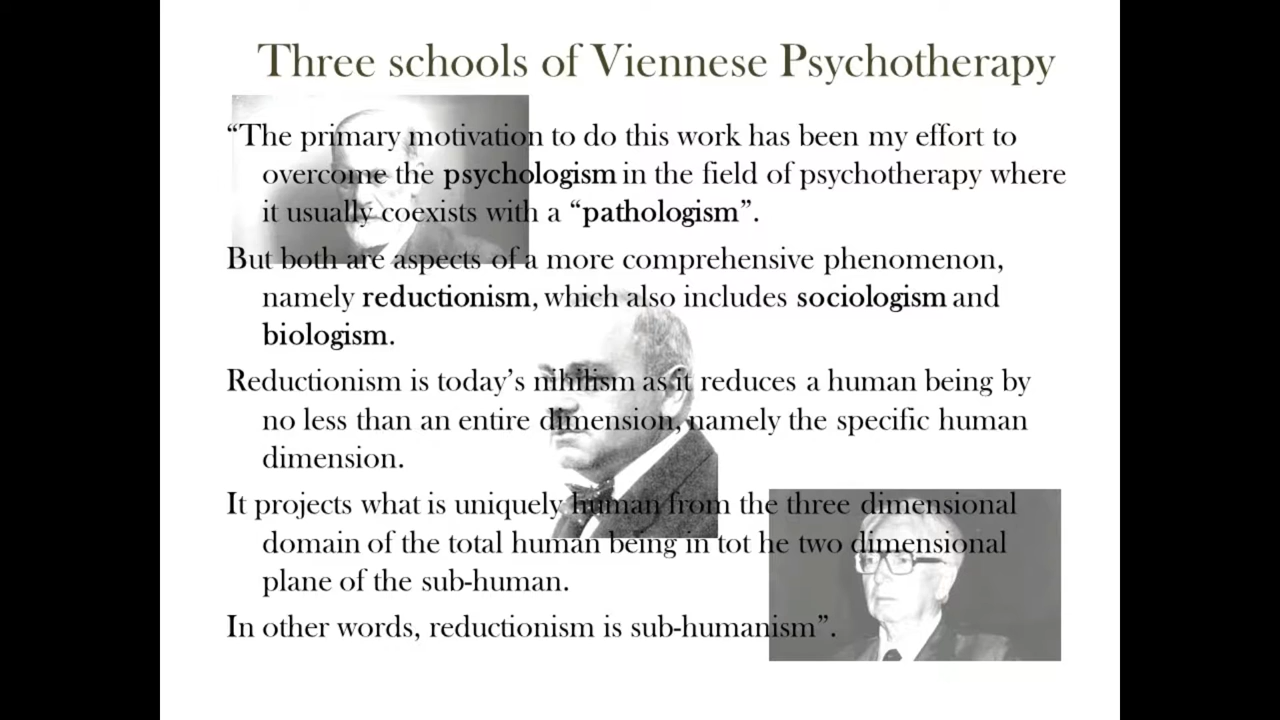 Three schools of Viennese Psychotherapy
“The primary motivation to do this work has been my effort to
overcome the psychologism in the field of psychotherapy where
it usually coexists with a “pathologism”.
But both are aspects of a more comprehensive phenomenon,
namely reductionism, which also includes sociologism and
biologism.
Reductionism is today’s nihilism as it reduces a human being by
no less than an entire dimension, namely the specific human
dimension.
It projects what is uniquely human from the three dimensional
domain of the total human being in tot he two dimensional
plane of the sub-human.
In other words, reductionism is sub-humanism”.